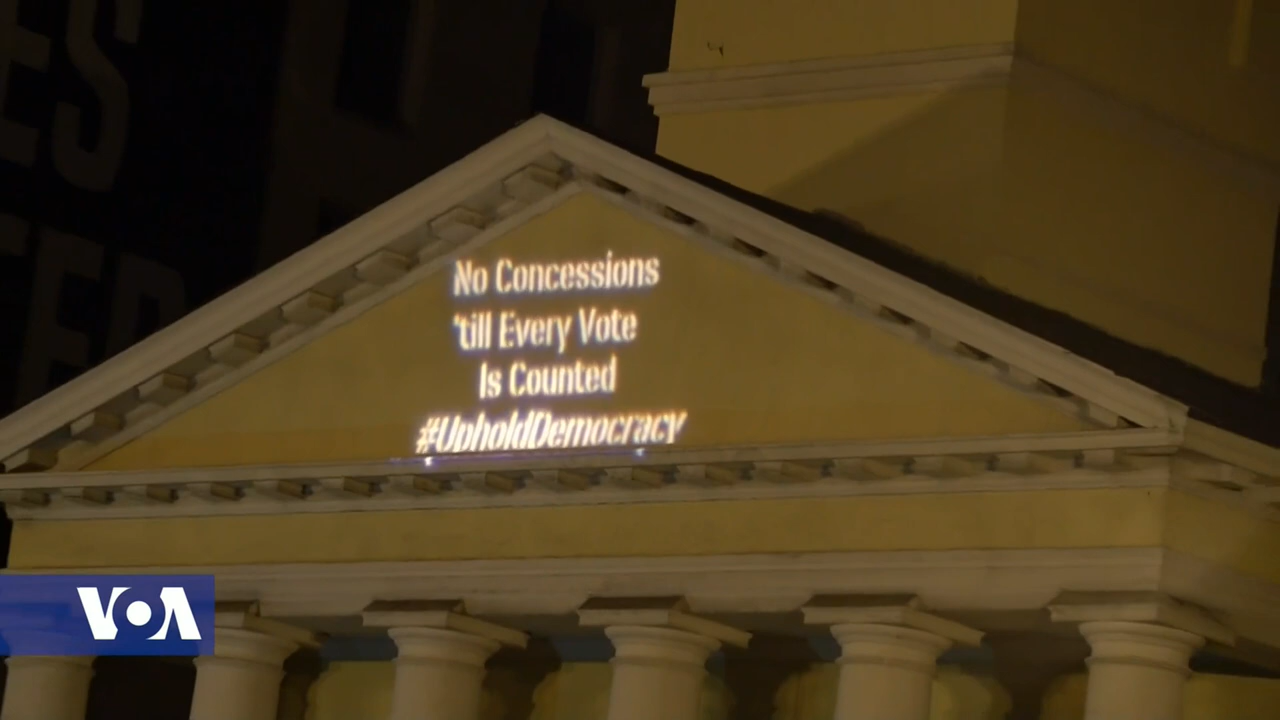 No Concessions
'till Every Vote
Is Counted
#UpholdDemocracy
VOA